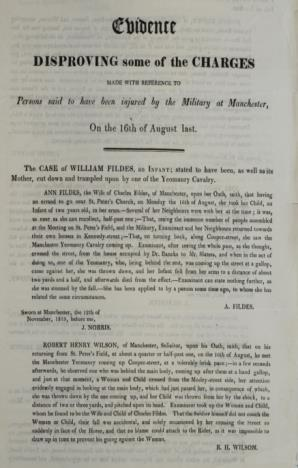 Evidence
DISPROVING some of the CHARGES
MADE WITH REFERENCE TO
Persons said to have been injured by the Military at Manchester,
On the 16th of August last.
The CASE of WILLIAM FILDES, an INFANT; stated to have been, as well as its
Mother, cut down and trampled upon by one of the Yeomanry Cavalry.
ANN FILDES, the Wife of Charles Fildes, of Manchester, upon her Oath, saith, that having
an errand to go near St. Peter's Church, on Monday the 16th of August, she took her Child, an
Infant of two years old, in her arms.—Several of her Neighbours were with her at the time; it was,
as near as she can recollect, half-past one;—That, seeing the immense number of people assembled
at the Meeting on St. Peter's Field, and the Military, Examinant and her Neighbours returned towards
their own homes in Kennedy-street;—That, on turning back, along Cooper-street, she saw the
Manchester Yeomanry Cavalry coming up. Examinant, after seeing the whole pass, as she thought,
crossed the street, from the house occupied by Dr. to Mr. and when in the act of
doing so, one of the Yeomanry, who, being behind the rest, was coming up the street at a gallop,
came against her, she was thrown down, and her Infant fell from her arms to a distance of about
two yards and a half, and afterwards died from the effect.—Examinant can state nothing further, as
she was stunned by the fall.—She has been applied to by a person some time ago, to whom she has
related the same circumstances.
A. FILDES.
Sworn at Manchester, the 12th of
November, 1819, before me,
J. NORRIS.
ROBERT HENRY WILSON, of Manchester, Solicitor, upon his Oath, saith, that on his
returning from St. Peter's Field, at about a quarter or half-past one, on the 16th of August, he met
the Manchester Yeomanry coming up Cooper-street, at a tolerably brisk pace;—in a few seconds
afterwards, he observed one who was behind the main body, coming up after them at a hand gallop,
and just at that moment, a Woman and Child crossed from the Mosley-street side, her attention
evidently engaged in looking at the main body, which had just passed her, in consequence of which,
she was thrown down by the one coming up, and her Child was thrown from her by the shock, to a
distance of two or three yards, and pitched upon its head. Examinant took up the Woman and Child,
whom he found to be the Wife and Child of Charles Fildes. That the Soldier himself did not touch the
Woman or Child, their fall was accidental, and solely occasioned by her crossing the street so
suddenly in face of the Horse, and that no blame could attach to the Rider, as it was impossible to
draw up in time to prevent his going against the Woman.
R. H. WILSON.